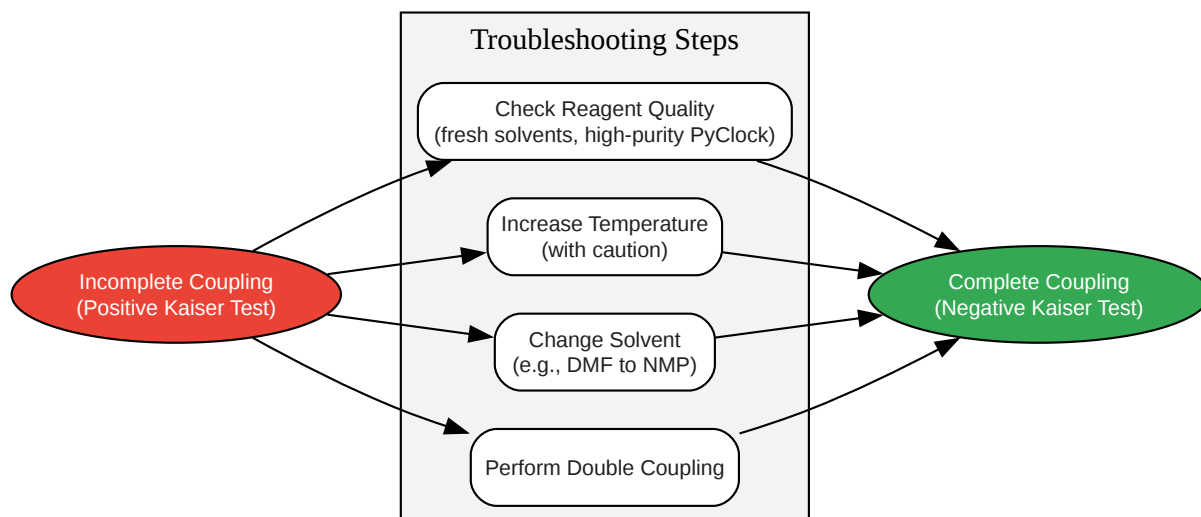 Troubleshooting Steps
Check Reagent Quality
(fresh solvents, high-purity PyClock)
Increase Temperature
(with caution)
Incomplete Coupling
(Positive Kaiser Test)
Complete Coupling
(Negative Kaiser Test)
Change Solvent
(e.g., DMF to NMP)
Perform Double Coupling